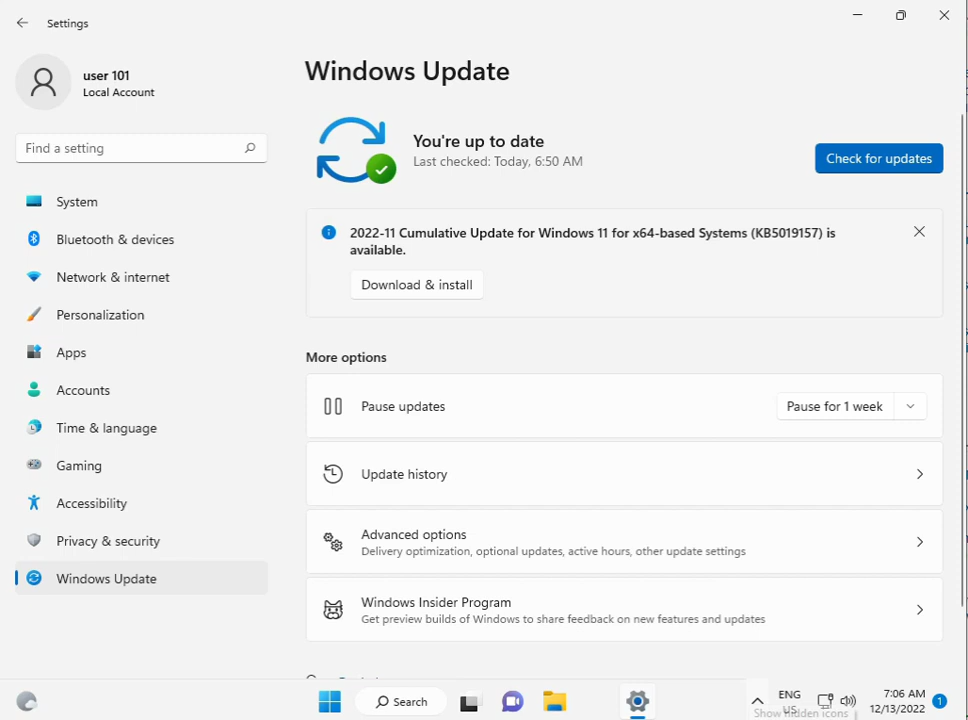 Settings
user 101
Local Account
Find a setting
System
Bluetooth & devices
Network & internet
Personalization
Apps
Accounts
Time & language
Gaming
Accessibility
Privacy & security
Windows Update
Windows Update
You're up to date
Last checked: Today, 6:50 AM
Check for updates
2022-11 Cumulative Update for Windows 11 for x64-based Systems (KB5019157) is
available.
Download & install
More options
Pause updates
Pause for 1 week
Update history
Advanced options
Delivery optimization, optional updates, active hours, other update settings
Windows Insider Program
Get preview builds of Windows to share feedback on new features and updates
Search
ENG
US
Show hidden icons
7:06 AM
12/13/2022
1